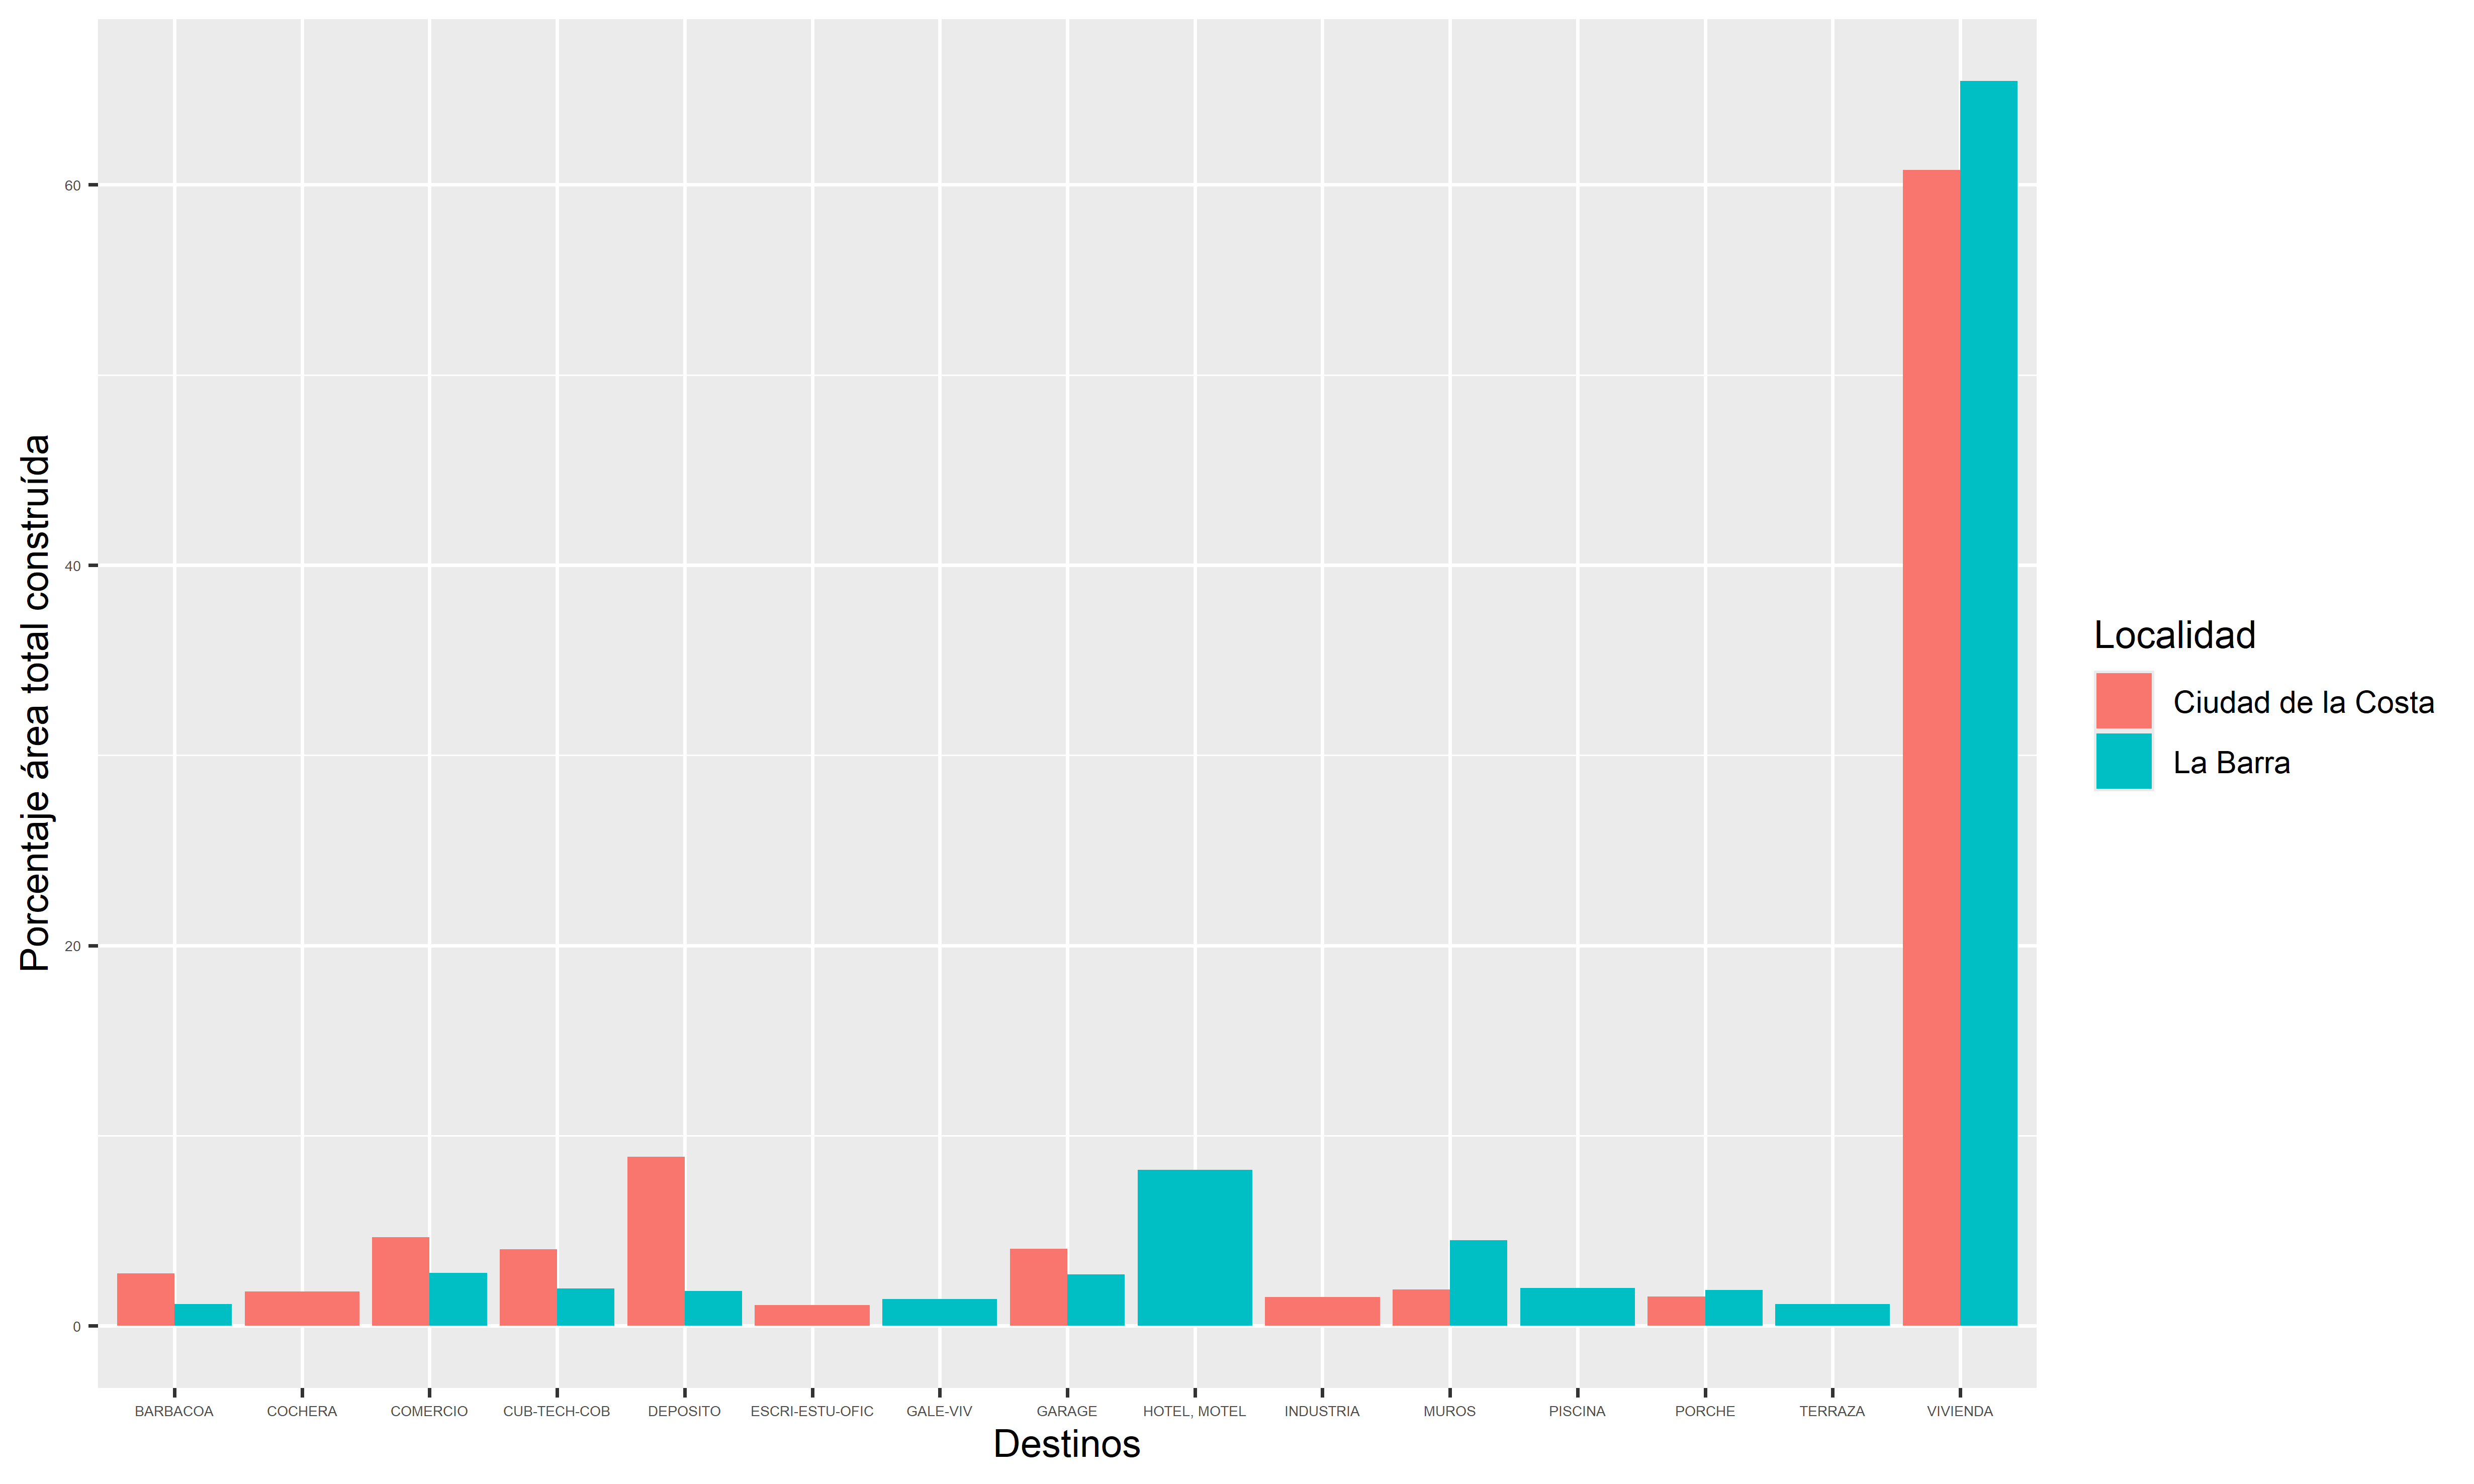 Porcentaje área total construída
60
40
20
0
BARBACOA COCHERA COMERCIO CUB-TECH-COB DEPOSITO ESCRI-ESTU-OFIC GALE-VIV GARAGE HOTEL, MOTEL INDUSTRIA MUROS PISCINA PORCHE TERRAZA VIVIENDA
Destinos
Localidad
Ciudad de la Costa
La Barra